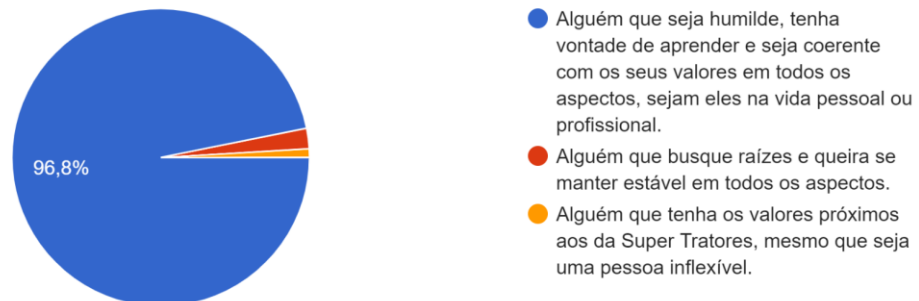 96,8%
Alguém que seja humilde, tenha
vontade de aprender e seja coerente
com os seus valores em todos os
aspectos, sejam eles na vida pessoal ou
profissional.
Alguém que busque raízes e queira se
manter estável em todos os aspectos.
Alguém que tenha os valores próximos
aos da Super Tratores, mesmo que seja
uma pessoa inflexível.